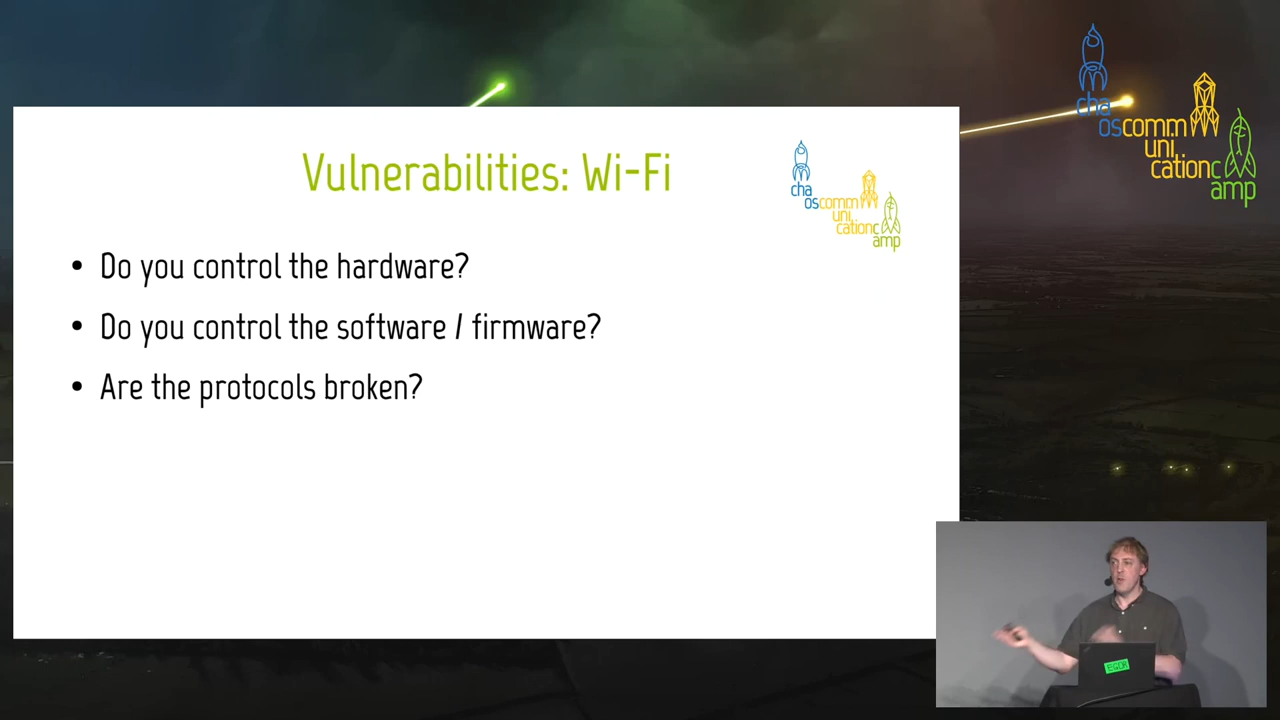 Vulnerabilities: Wi-Fi
cha
oscomm
uni
cationc
amp
• Do you control the hardware?
• Do you control the software / firmware?
• Are the protocols broken?
cha
oscomm
uni
cationc
amp